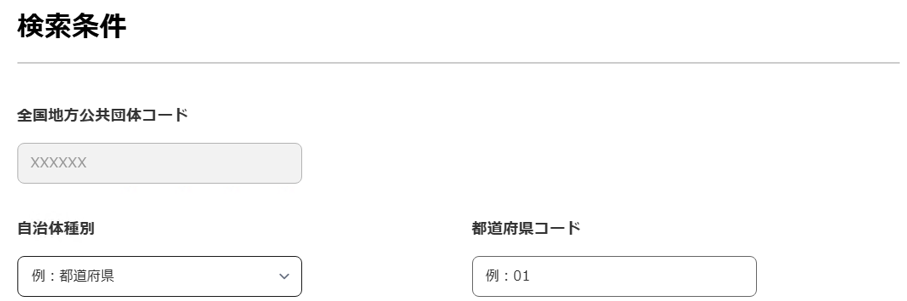 検索条件
全国地方公共団体コード
XXXXXX
自治体種別
都道府県コード
例：都道府県
例：01